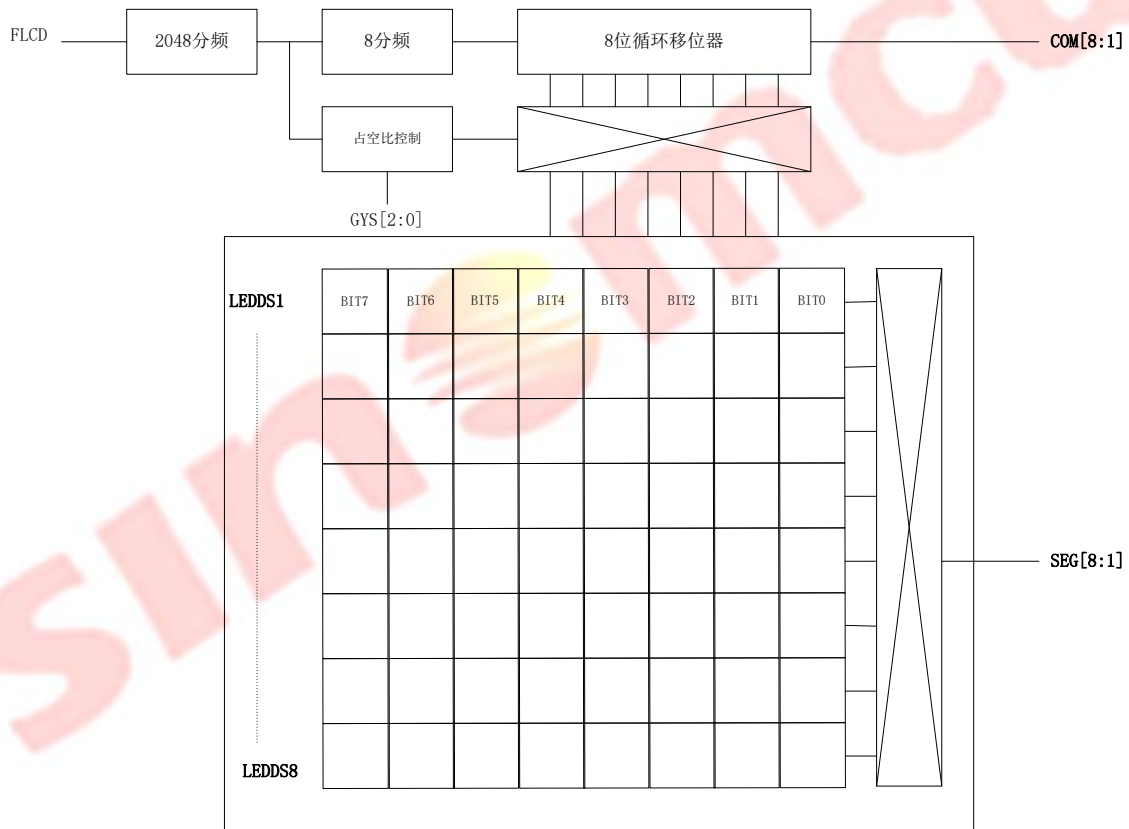 FLCD
2048分频
8分频
8位循环移位器
COM[8:1]
占空比控制
GYS[2:0]
LEDDS1
BIT7
BIT6
BIT5
BIT4
BIT3
BIT2
BIT1
BIT0
SEG[8:1]
LEDDS8
sinomcu